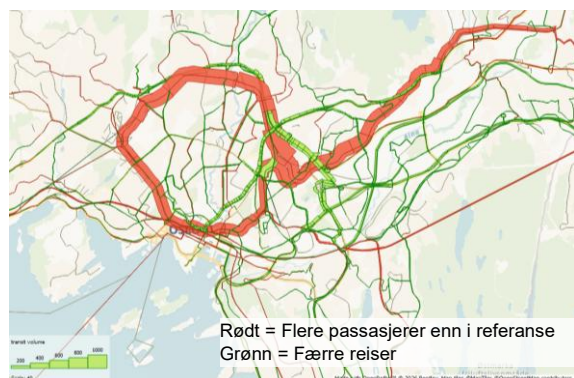 Rødt = Flere passasjerer enn i referanse
Grønn = Færre reiser
transit volume
200 400 600 800 1000